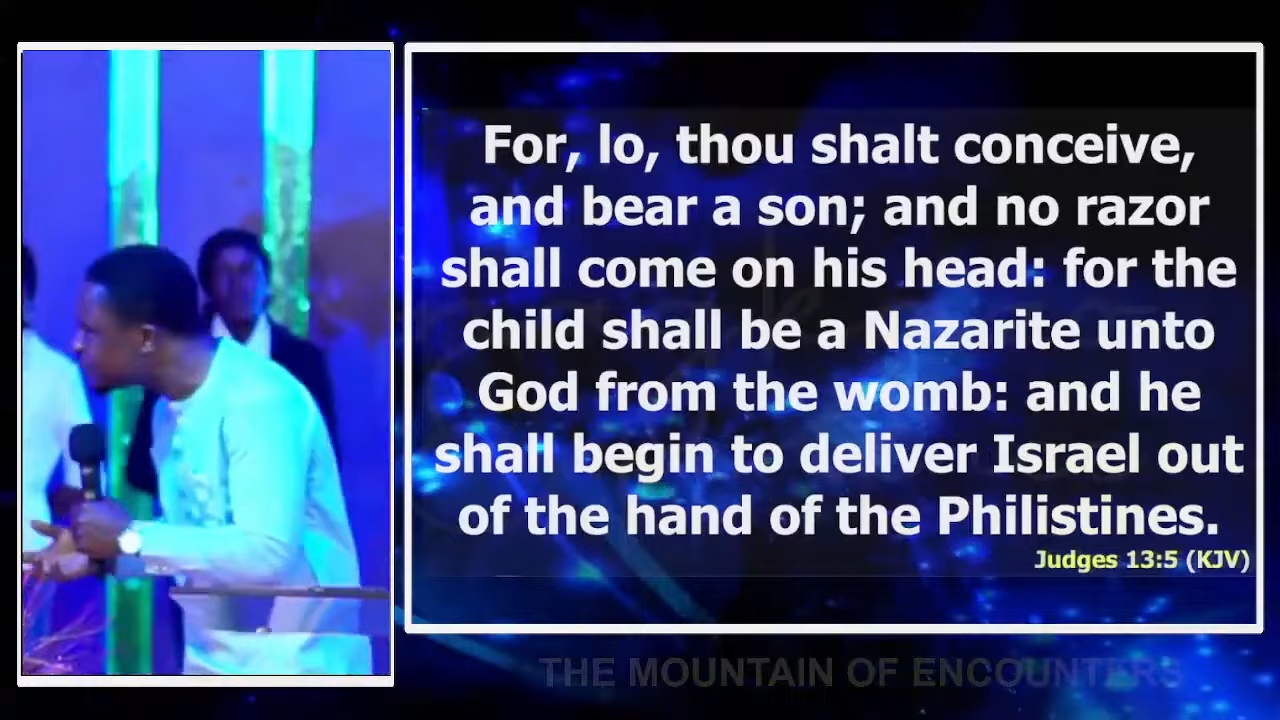 For, lo, thou shalt conceive,
and bear a son; and no razor
shall come on his head: for the
child shall be a Nazarite unto
God from the womb: and he
shall begin to deliver Israel out
of the hand of the Philistines.
Judges 13:5 (KJV)
THE MOUNTAIN OF ENCOUNTERS